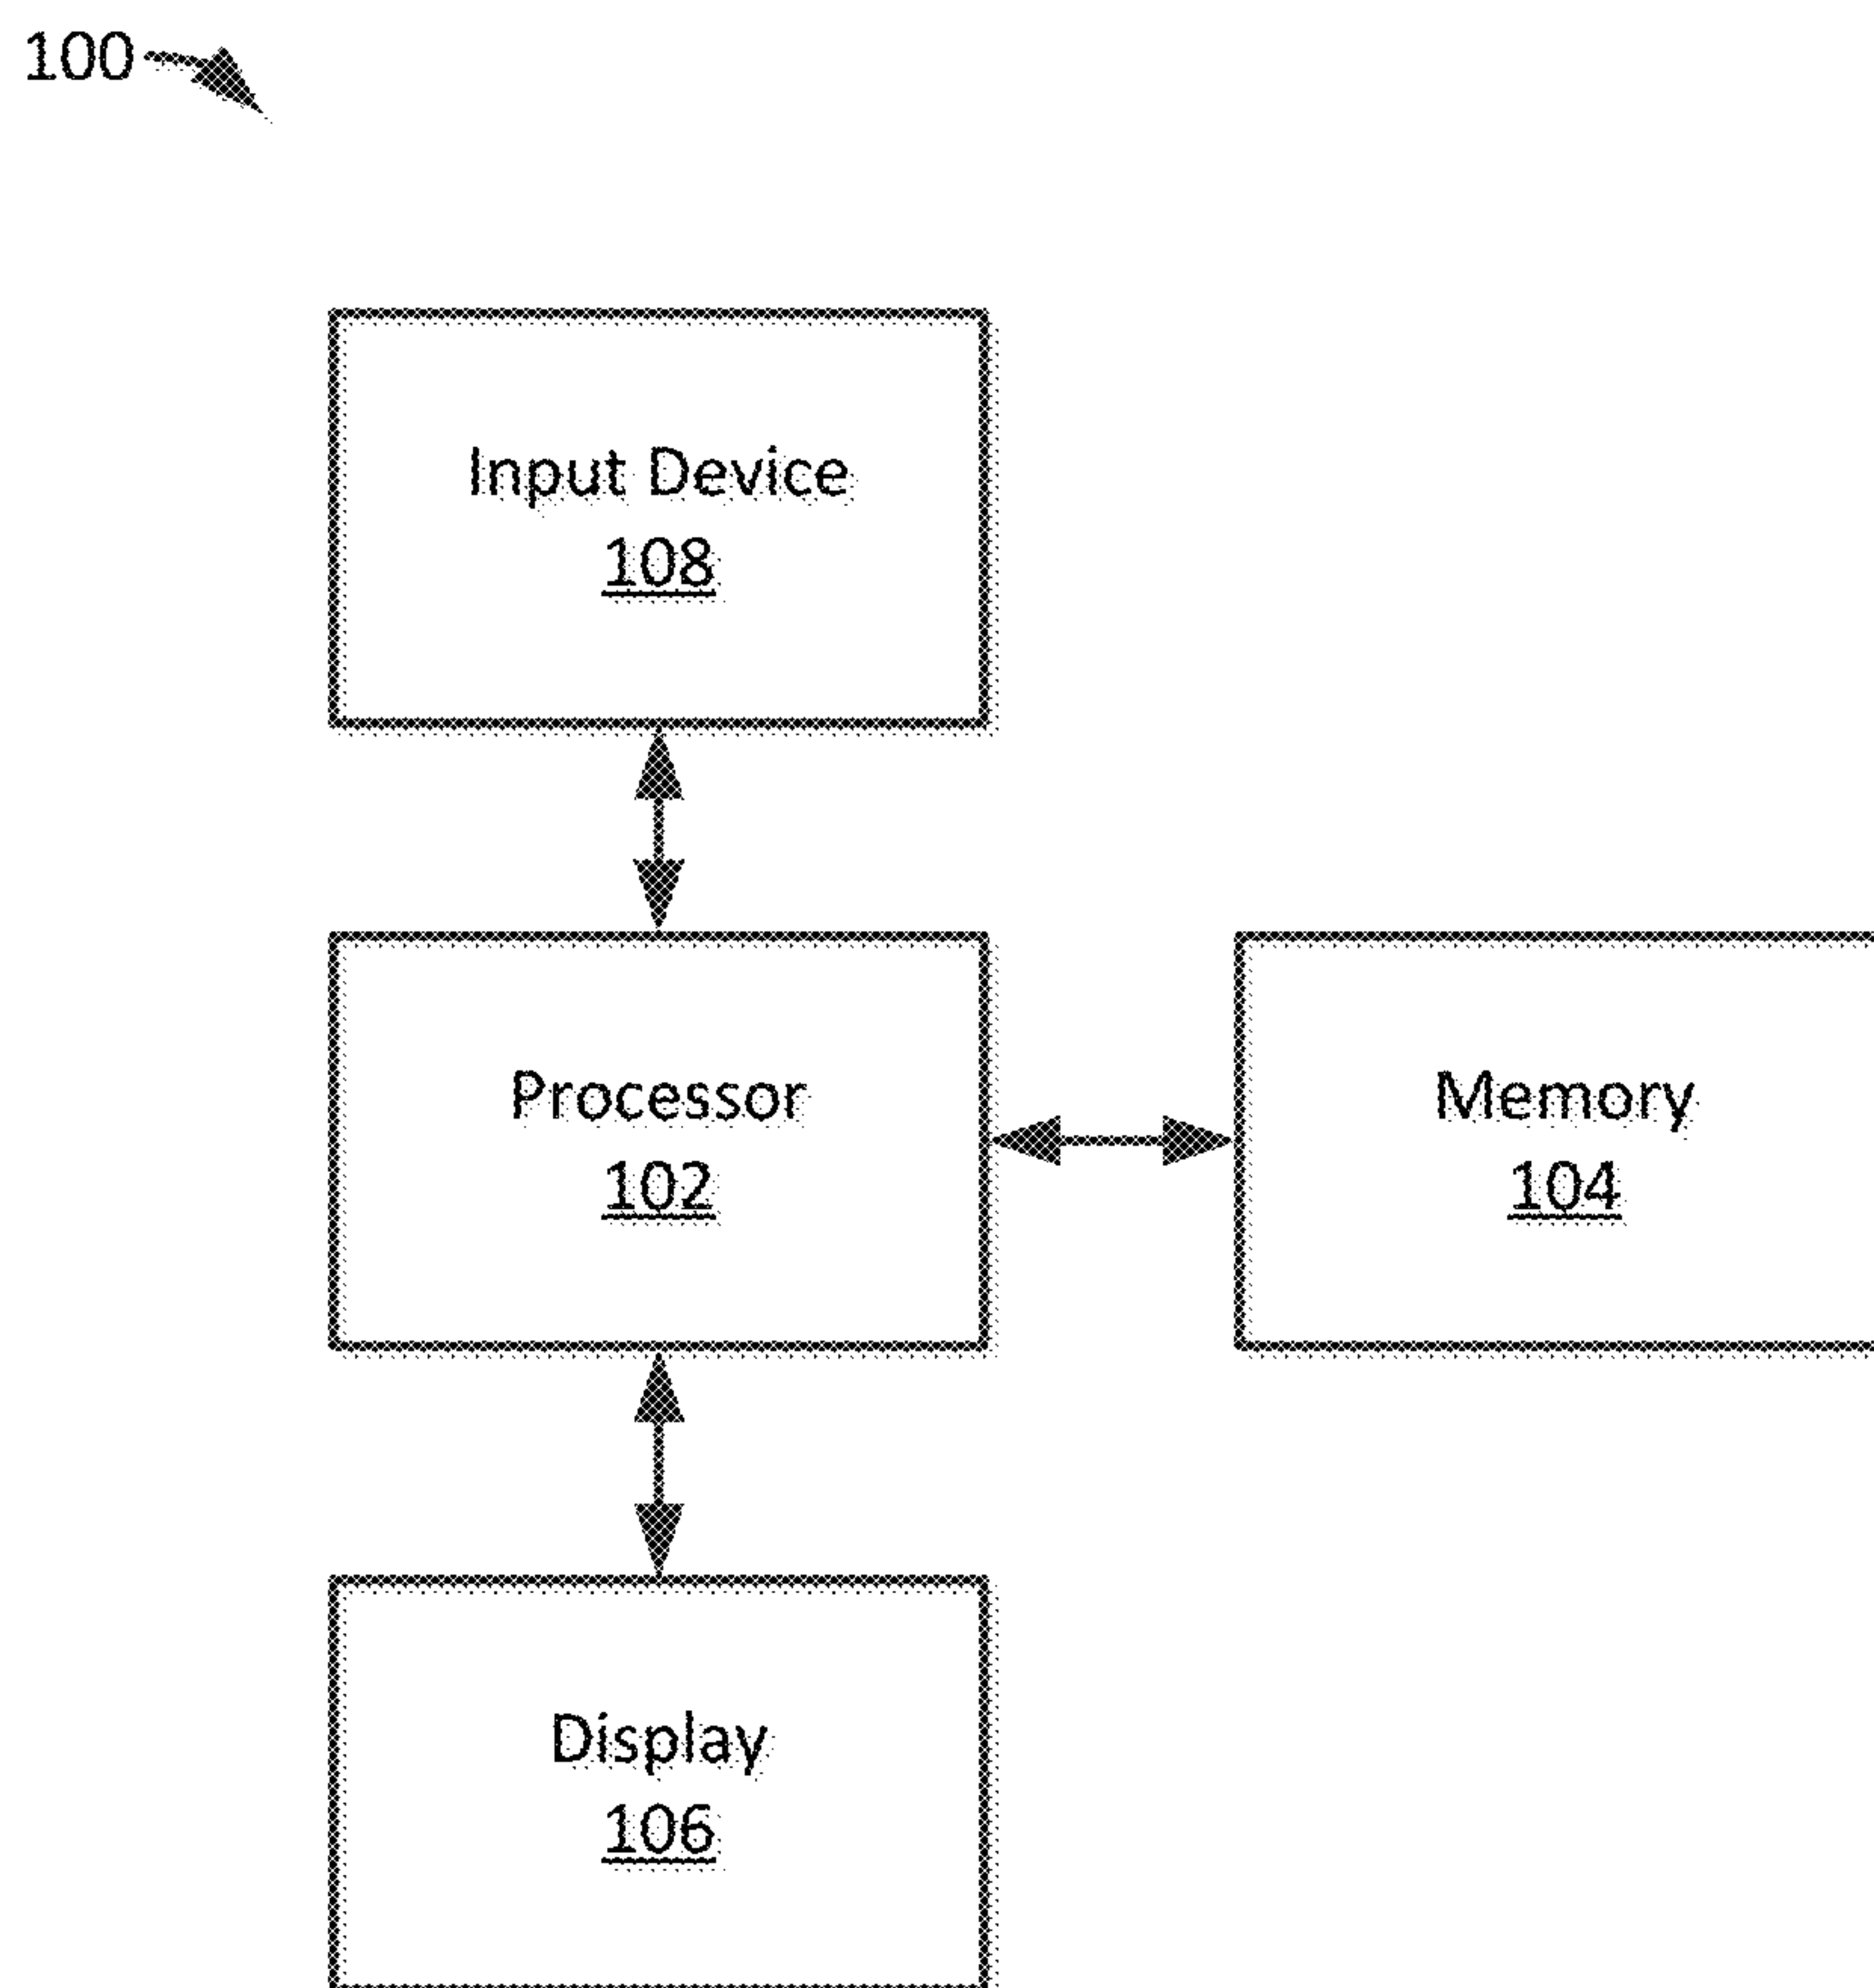 100
Input Device
108
Processor
102
Memory
104
Display
106